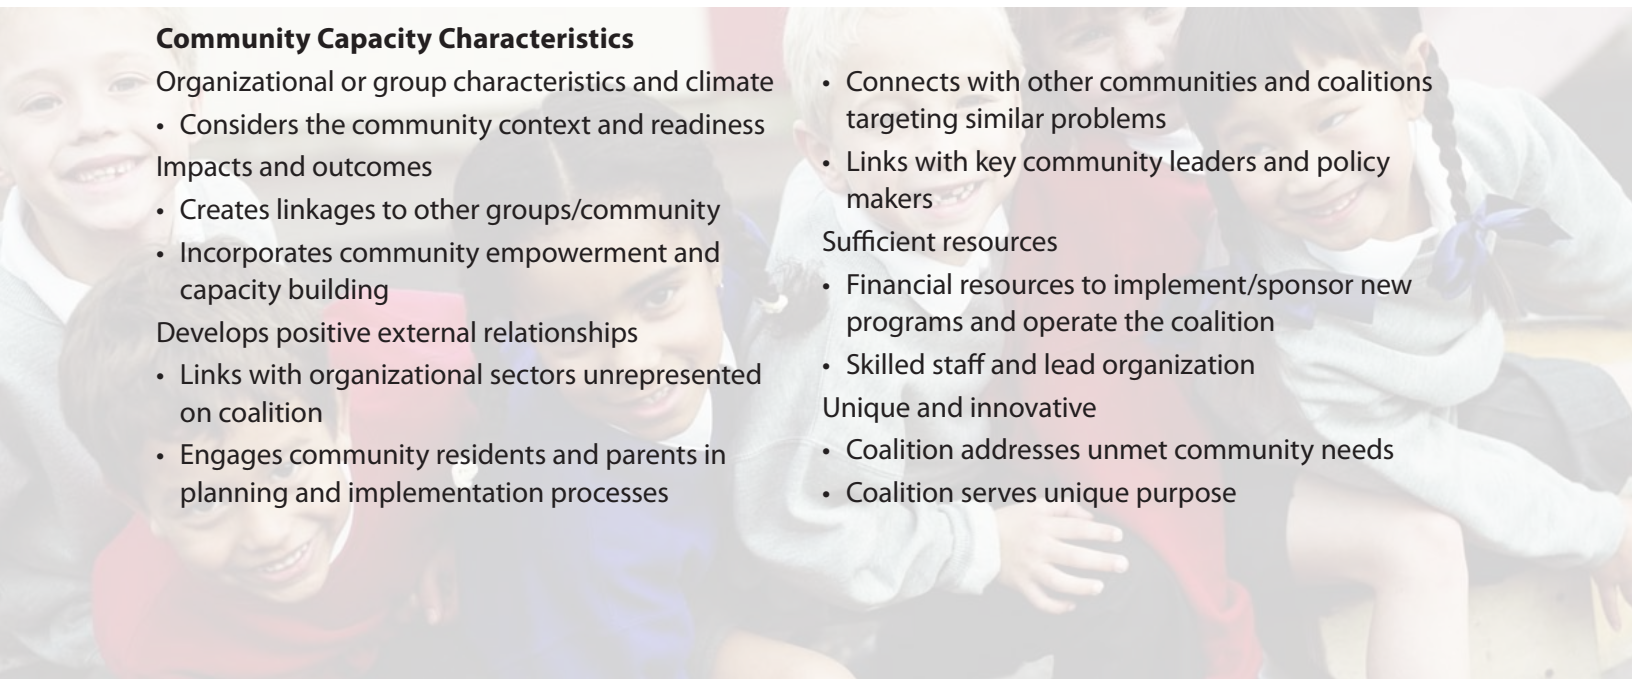 Community Capacity Characteristics
Organizational or group characteristics and climate
• Considers the community context and readiness
Impacts and outcomes
• Creates linkages to other groups/community
• Incorporates community empowerment and
capacity building
Develops positive external relationships
• Links with organizational sectors unrepresented
on coalition
• Engages community residents and parents in
planning and implementation processes
• Connects with other communities and coalitions
targeting similar problems
• Links with key community leaders and policy
makers
Sufficient resources
• Financial resources to implement/sponsor new
programs and operate the coalition
• Skilled staff and lead organization
Unique and innovative
• Coalition addresses unmet community needs
• Coalition serves unique purpose